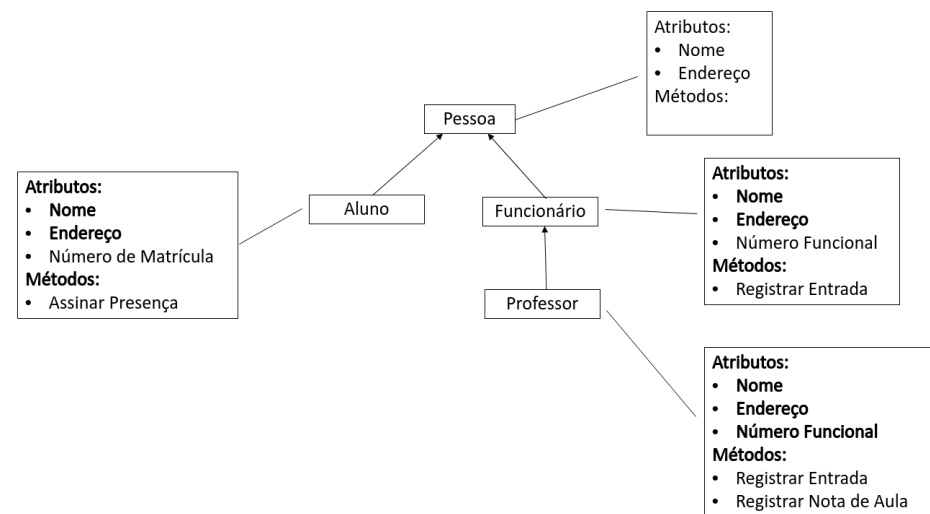 Atributos:
• Nome
• Endereço
Métodos:
Pessoa
Atributos:
• Nome
• Endereço
• Número de Matrícula
Métodos:
• Assinar Presença
Aluno
Funcionário
Atributos:
• Nome
• Endereço
• Número Funcional
Métodos:
• Registrar Entrada
Professor
Atributos:
• Nome
• Endereço
• Número Funcional
Métodos:
• Registrar Entrada
• Registrar Nota de Aula